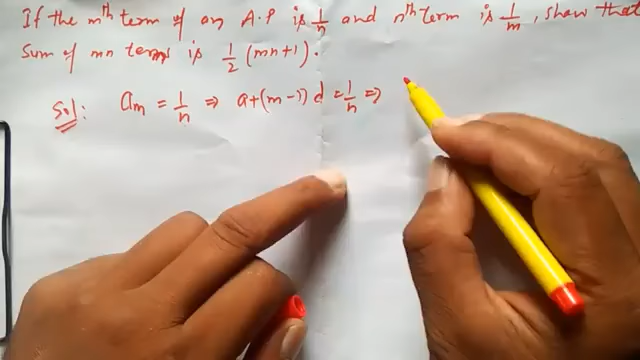 If the mth term of an A.P is 1/n and nth term is 1/m, show that
Sum of mn terms is 1/2 (mn+1).
Sol: am = 1/n ⇒ a+(m-1)d = 1/n ⇒